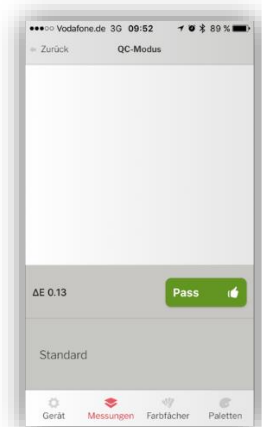 ●●●○○ Vodafone.de 3G 09:52 89 %
Zurück QC-Modus
ΔE 0.13 Pass
Standard
Gerät Messungen Farbfächer Paletten